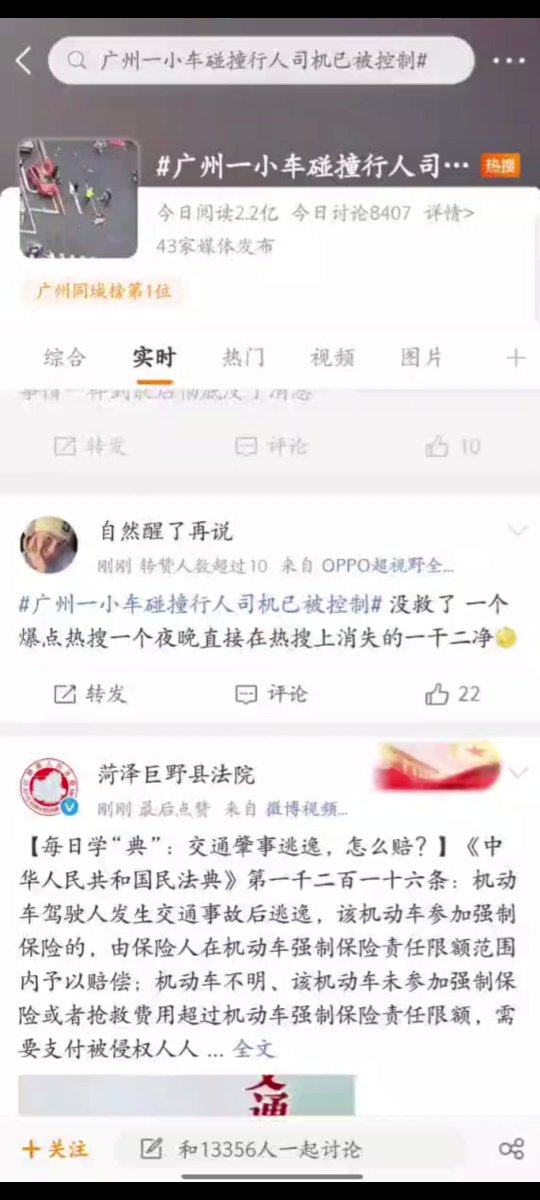 广州一小车碰撞行人司机已被控制#
#广州一小车碰撞行人司… 热搜
今日阅读2.2亿 今日讨论8407 详情>
43家媒体发布
广州同城榜第1位
综合 实时 热门 视频 图片
转发 评论 10
自然醒了再说
刚刚 转赞人数超过10 来自 OPPO超视野全...
#广州一小车碰撞行人司机已被控制# 没救了 一个
爆点热搜一个夜晚直接在热搜上消失的一干二净
转发 评论 22
菏泽巨野县法院
刚刚 最后点赞 来自 微博视频...
【每日学“典”：交通肇事逃逸，怎么赔？】《中
华人民共和国民法典》第一千二百一十六条：机动
车驾驶人发生交通事故后逃逸，该机动车参加强制
保险的，由保险人在机动车强制保险责任限额范围
内予以赔偿；机动车不明、该机动车未参加强制保
险或者抢救费用超过机动车强制保险责任限额，需
要支付被侵权人人 ... 全文
交
通
+关注 和13356人一起讨论